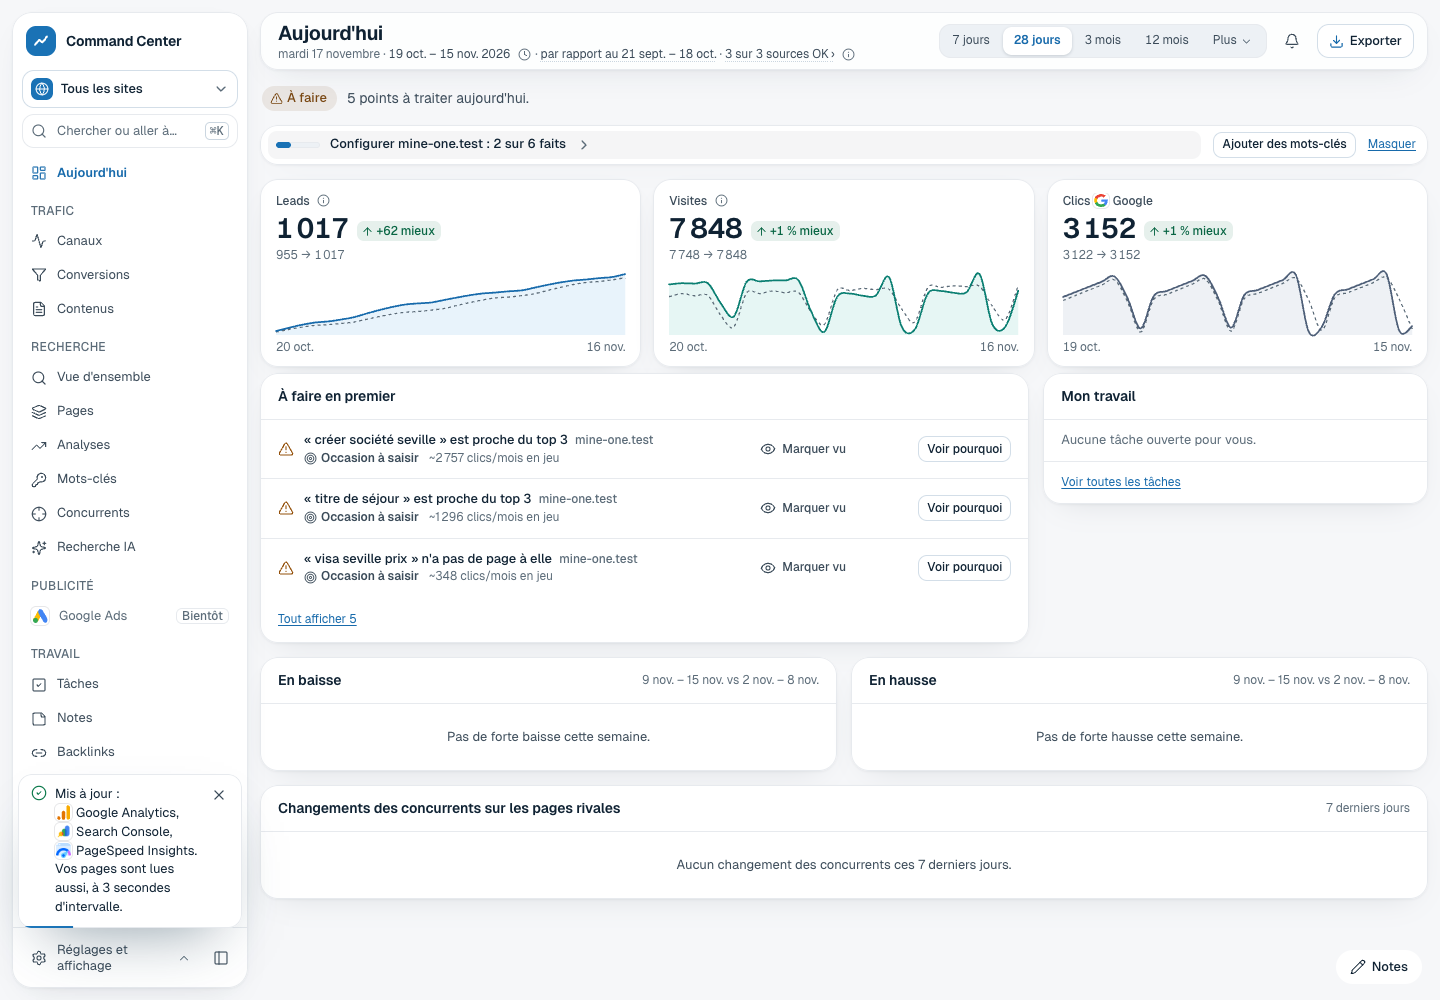 Command Center
Tous les sites
Chercher ou aller à... ⌘K
Aujourd'hui
TRAFIC
Canaux
Conversions
Contenus
RECHERCHE
Vue d'ensemble
Pages
Analyses
Mots-clés
Concurrents
Recherche IA
PUBLICITÉ
Google Ads Bientôt
TRAVAIL
Tâches
Notes
Backlinks
Mis à jour :
Google Analytics,
Search Console,
PageSpeed Insights.
Vos pages sont lues
aussi, à 3 secondes
d'intervalle.
Réglages et
affichage
Aujourd'hui
mardi 17 novembre · 19 oct. – 15 nov. 2026 · par rapport au 21 sept. – 18 oct. · 3 sur 3 sources OK ›
7 jours 28 jours 3 mois 12 mois Plus
Exporter
À faire 5 points à traiter aujourd'hui.
Configurer mine-one.test : 2 sur 6 faits
Ajouter des mots-clés Masquer
Leads
1 017 ↑ +62 mieux
955 → 1 017
20 oct. 16 nov.
Visites
7 848 ↑ +1 % mieux
7 748 → 7 848
20 oct. 16 nov.
Clics Google
3 152 ↑ +1 % mieux
3 122 → 3 152
19 oct. 15 nov.
À faire en premier
« créer société seville » est proche du top 3 mine-one.test
Occasion à saisir ~2 757 clics/mois en jeu
Marquer vu Voir pourquoi
« titre de séjour » est proche du top 3 mine-one.test
Occasion à saisir ~1 296 clics/mois en jeu
Marquer vu Voir pourquoi
« visa seville prix » n'a pas de page à elle mine-one.test
Occasion à saisir ~348 clics/mois en jeu
Marquer vu Voir pourquoi
Tout afficher 5
Mon travail
Aucune tâche ouverte pour vous.
Voir toutes les tâches
En baisse 9 nov. – 15 nov. vs 2 nov. – 8 nov.
Pas de forte baisse cette semaine.
En hausse 9 nov. – 15 nov. vs 2 nov. – 8 nov.
Pas de forte hausse cette semaine.
Changements des concurrents sur les pages rivales 7 derniers jours
Aucun changement des concurrents ces 7 derniers jours.
Notes